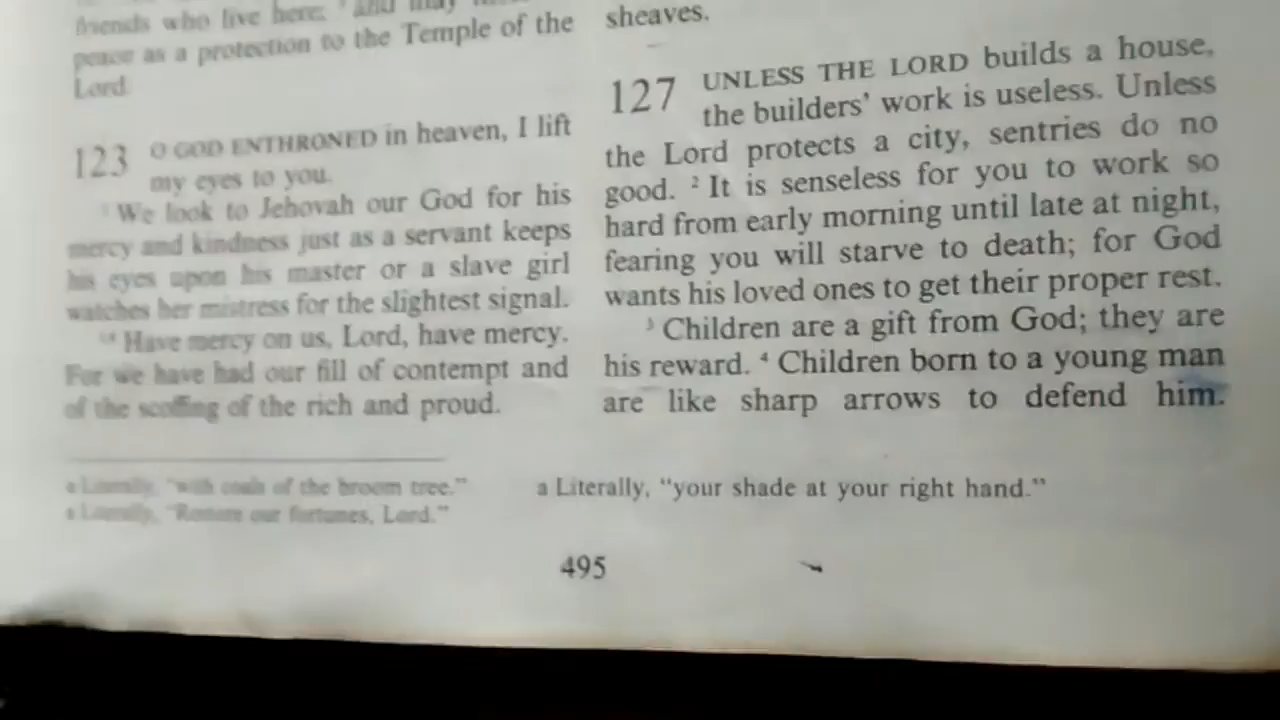 friends who live here; and may
peace as a protection to the Temple of the
Lord.
123 O GOD ENTHRONED in heaven, I lift
my eyes to you.
² We look to Jehovah our God for his
mercy and kindness just as a servant keeps
his eyes upon his master or a slave girl
watches her mistress for the slightest signal.
Have mercy on us, Lord, have mercy.
For we have had our fill of contempt and
of the scoffing of the rich and proud.
a Literally, "with coals of the broom tree."
a Literally, "Restore our fortunes, Lord."
sheaves.
127 UNLESS THE LORD builds a house,
the builders' work is useless. Unless
the Lord protects a city, sentries do no
good. ² It is senseless for you to work so
hard from early morning until late at night,
fearing you will starve to death; for God
wants his loved ones to get their proper rest.
³ Children are a gift from God; they are
his reward. ⁴ Children born to a young man
are like sharp arrows to defend him.
a Literally, "your shade at your right hand."
495